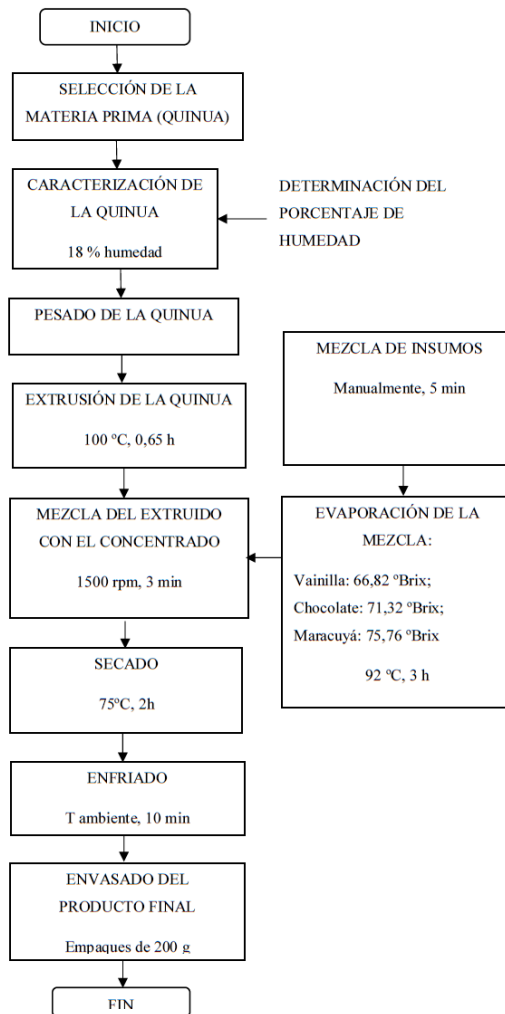 INICIO
SELECCIÓN DE LA
MATERIA PRIMA (QUINUA)
CARACTERIZACIÓN DE
LA QUINUA
18 % humedad
DETERMINACIÓN DEL
PORCENTAJE DE
HUMEDAD
PESADO DE LA QUINUA
EXTRUSIÓN DE LA QUINUA
100 ºC, 0,65 h
MEZCLA DE INSUMOS
Manualmente, 5 min
MEZCLA DEL EXTRUIDO
CON EL CONCENTRADO
1500 rpm, 3 min
EVAPORACIÓN DE LA
MEZCLA:
Vainilla: 66,82 ºBrix;
Chocolate: 71,32 ºBrix;
Maracuyá: 75,76 ºBrix
92 ºC, 3 h
SECADO
75ºC, 2h
ENFRIADO
T ambiente, 10 min
ENVASADO DEL
PRODUCTO FINAL
Empaques de 200 g
FIN